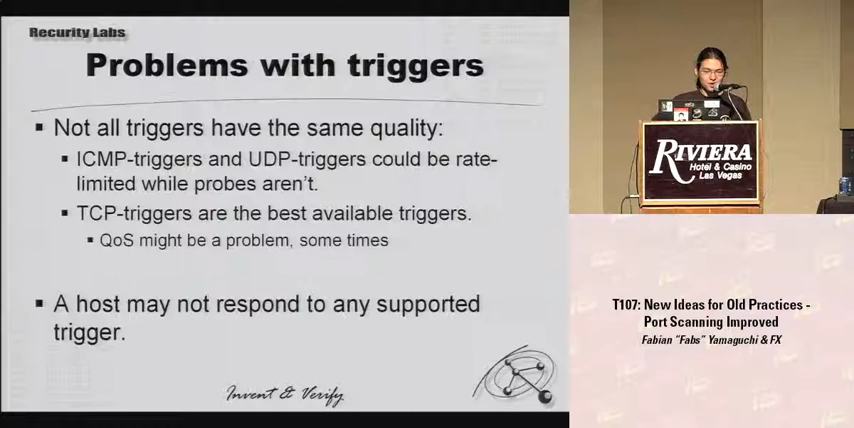 Recurity Labs
Problems with triggers
▪ Not all triggers have the same quality:
▪ ICMP-triggers and UDP-triggers could be rate-
limited while probes aren't.
▪ TCP-triggers are the best available triggers.
▪ QoS might be a problem, some times
▪ A host may not respond to any supported
trigger.
Invent & Verify
RIVIERA
Hotel & Casino
Las Vegas
T107: New Ideas for Old Practices -
Port Scanning Improved
Fabian "Fabs" Yamaguchi & FX